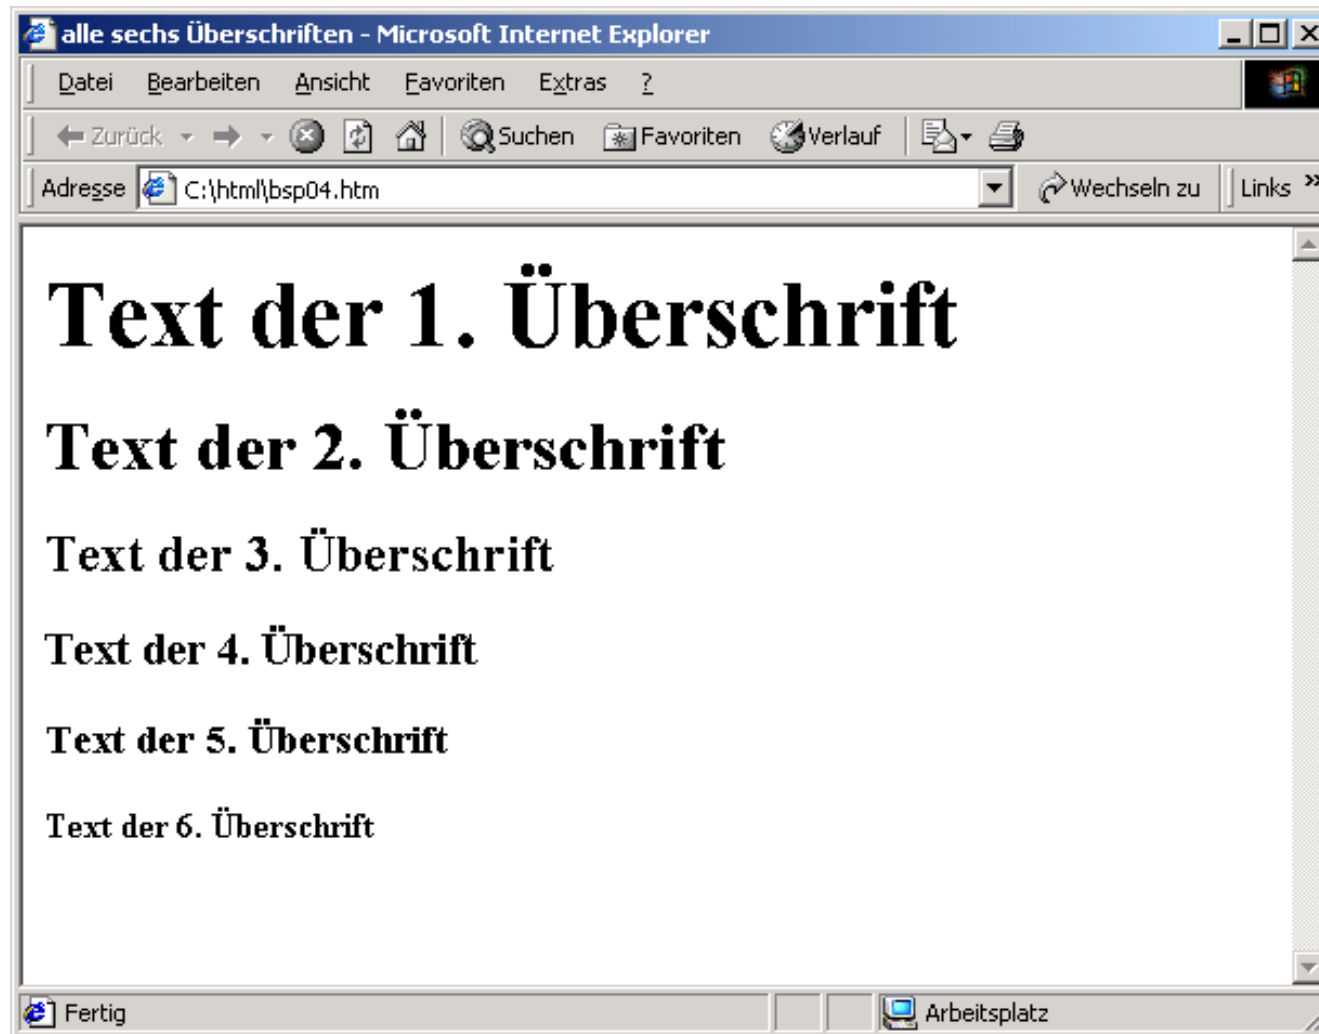 alle sechs Überschriften - Microsoft Internet Explorer
Datei Bearbeiten Ansicht Favoriten Extras ?
Zurück Suchen Favoriten Verlauf
Adresse C:\html\bsp04.htm Wechseln zu Links »
Text der 1. Überschrift
Text der 2. Überschrift
Text der 3. Überschrift
Text der 4. Überschrift
Text der 5. Überschrift
Text der 6. Überschrift
Fertig Arbeitsplatz